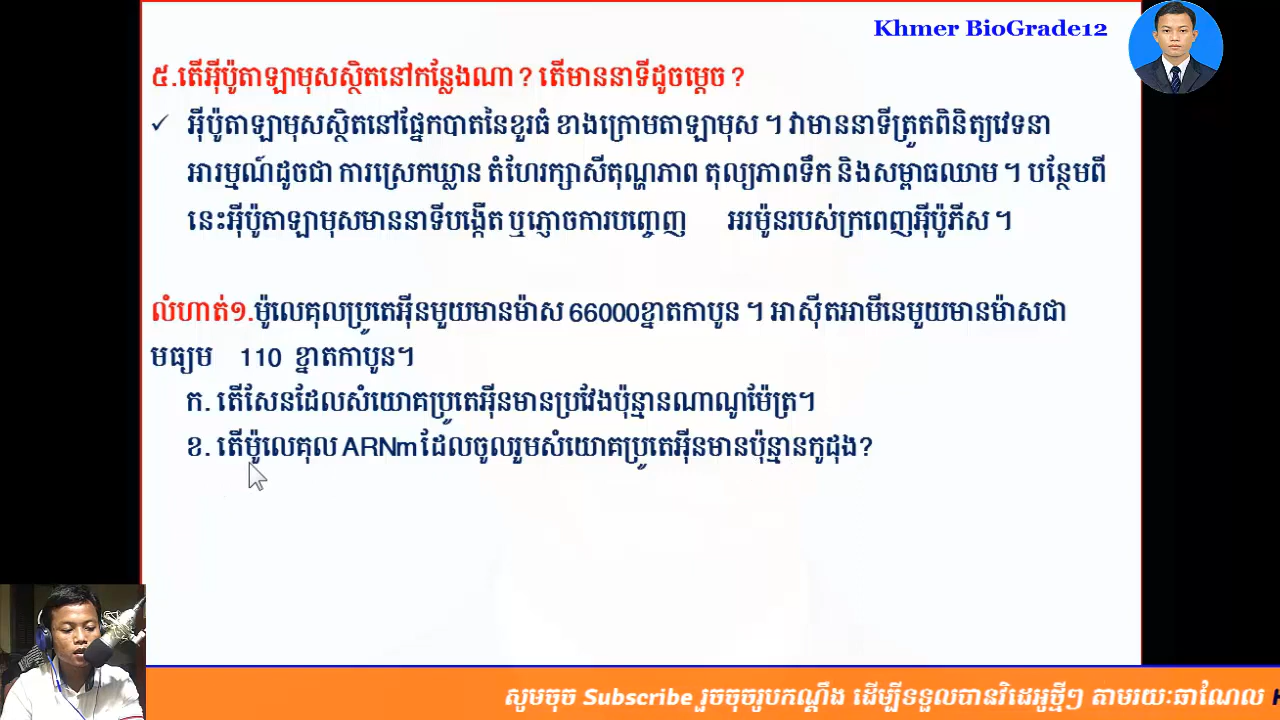 Khmer BioGrade12
៥.តើអ៊ីប៉ូតាឡាមុសស្ថិតនៅកន្លែងណា ? តើមាននាទីដូចម្ដេច ?
✓ អ៊ីប៉ូតាឡាមុសស្ថិតនៅផ្នែកបាតនៃខួរធំ ខាងក្រោមតាឡាមុស ។ វាមាននាទីត្រួតពិនិត្យវេទនា
អារម្មណ៍ដូចជា ការស្រេកឃ្លាន តំហែរក្សាសីតុណ្ហភាព តុល្យភាពទឹក និងសម្ពាធឈាម ។ បន្ថែមពី
នេះអ៊ីប៉ូតាឡាមុសមាននាទីបង្កើត ឬភ្ញោចការបញ្ចេញ អរម៉ូនរបស់ក្រពេញអ៊ីប៉ូភីស ។
លំហាត់១.ម៉ូលេគុលប្រូតេអ៊ីនមួយមានម៉ាស 66000ខ្នាតកាបូន ។ អាស៊ីតអាមីនេមួយមានម៉ាសជា
មធ្យម 110 ខ្នាតកាបូន។
ក. តើសែនដែលសំយោគប្រូតេអ៊ីនមានប្រវែងប៉ុន្មានណាណូម៉ែត្រ។
ខ. តើម៉ូលេគុល ARNm ដែលចូលរួមសំយោគប្រូតេអ៊ីនមានប៉ុន្មានកូដុង?
សូមចុច Subscribe រួចចុចរូបកណ្ដឹង ដើម្បីទទួលបានវិដេអូថ្មីៗ តាមរយៈឆាណែល